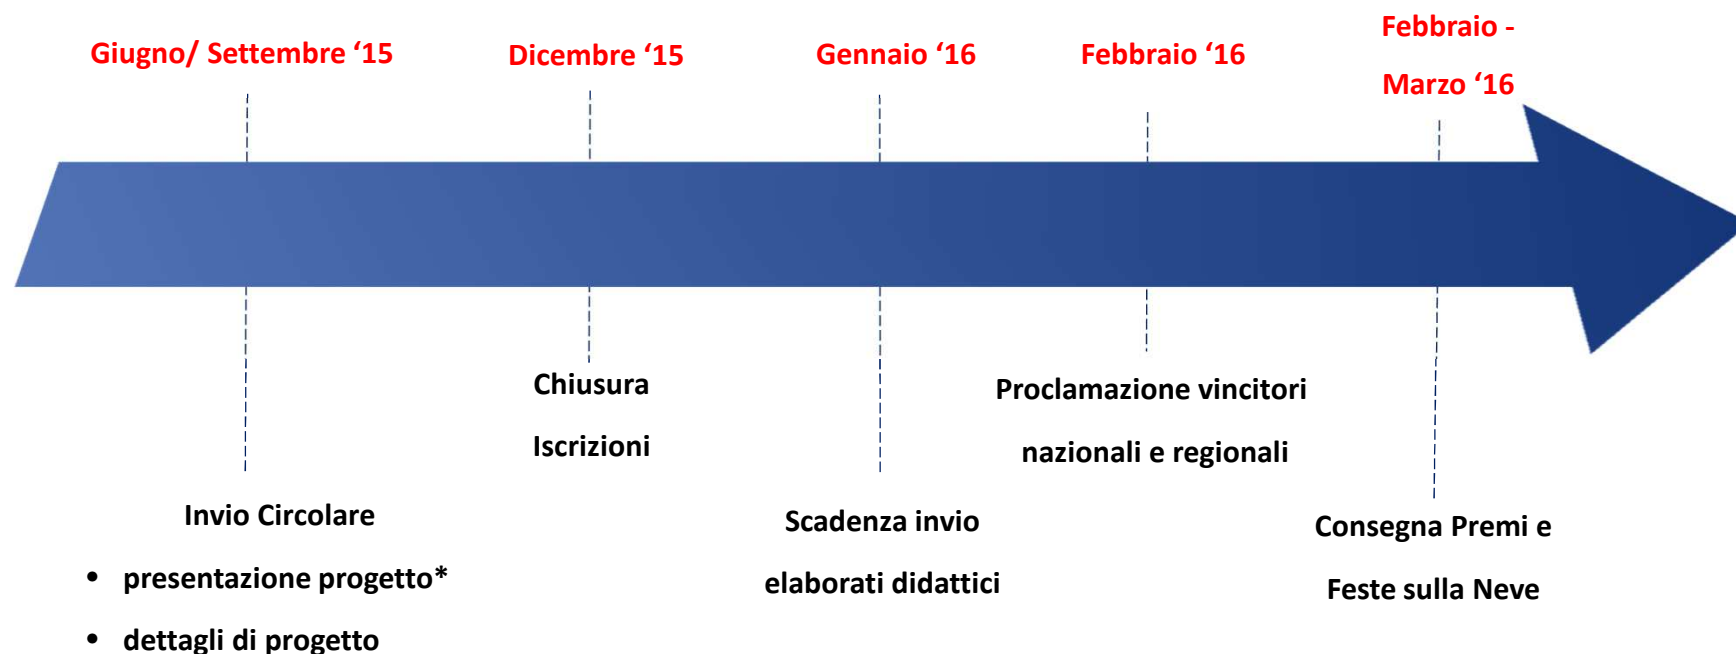 Giugno/ Settembre ‘15
Dicembre ‘15
Gennaio ‘16
Febbraio ‘16
Febbraio -
Marzo ‘16
Invio Circolare
• presentazione progetto*
• dettagli di progetto
Chiusura
Iscrizioni
Scadenza invio
elaborati didattici
Proclamazione vincitori
nazionali e regionali
Consegna Premi e
Feste sulla Neve